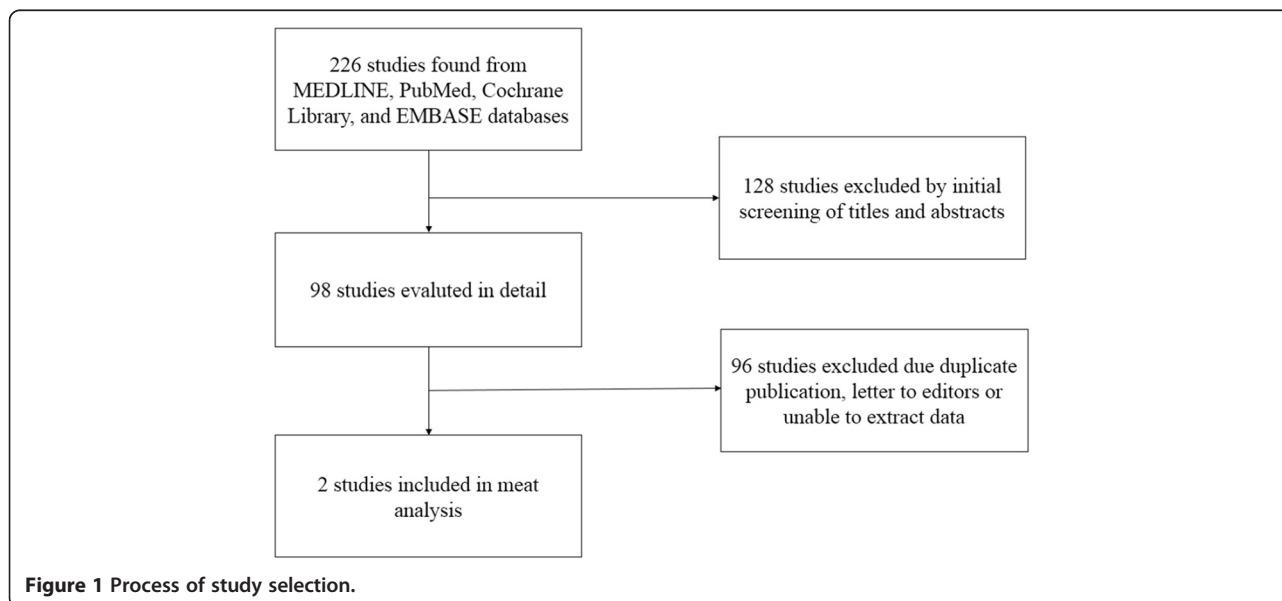 226 studies found from
MEDLINE, PubMed, Cochrane
Library, and EMBASE databases
128 studies excluded by initial
screening of titles and abstracts
98 studies evaluted in detail
96 studies excluded due duplicate
publication, letter to editors or
unable to extract data
2 studies included in meat
analysis
Figure 1 Process of study selection.